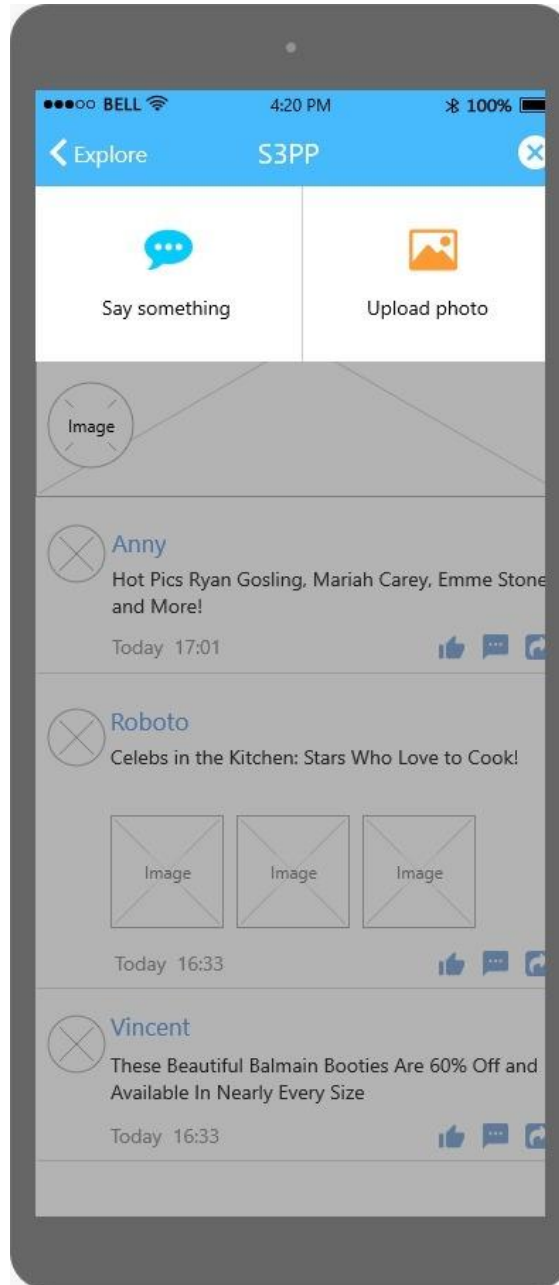 BELL 4:20 PM 100%
Explore S3PP
Say something Upload photo
Image
Anny
Hot Pics Ryan Gosling, Mariah Carey, Emme Stone
and More!
Today 17:01
Roboto
Celebs in the Kitchen: Stars Who Love to Cook!
Image Image Image
Today 16:33
Vincent
These Beautiful Balmain Booties Are 60% Off and
Available In Nearly Every Size
Today 16:33